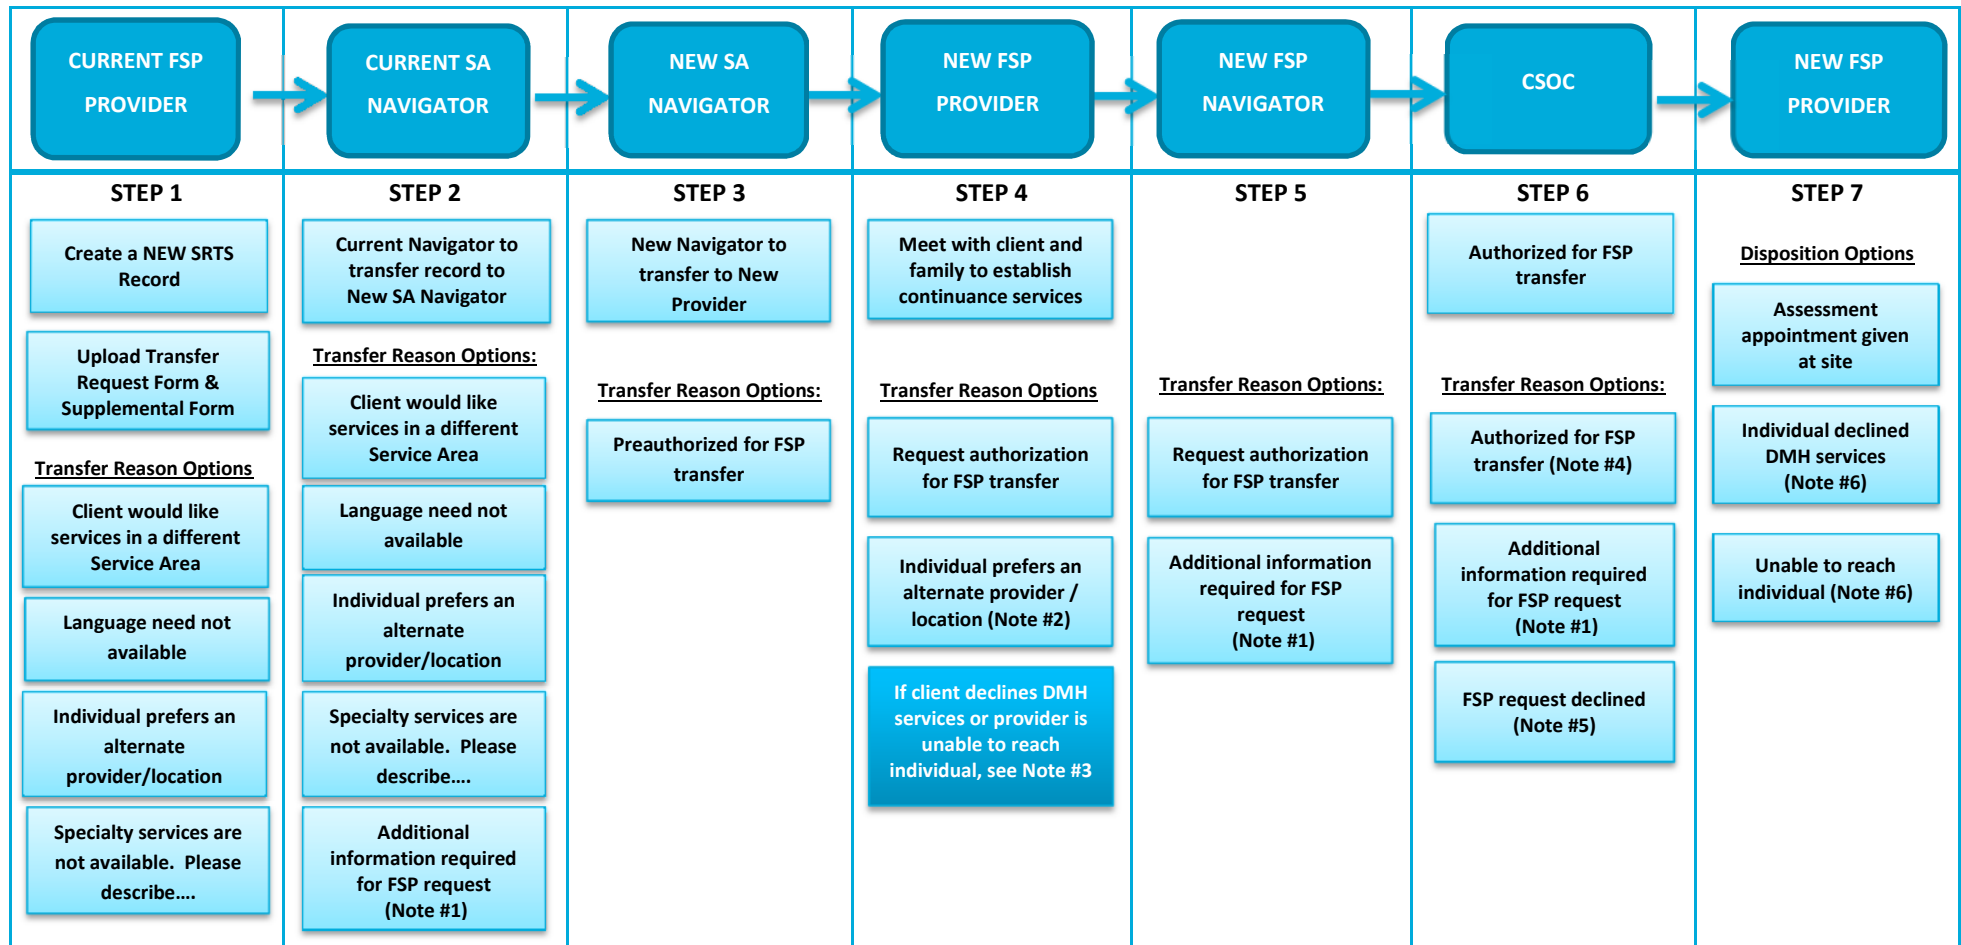 CURRENT FSP
PROVIDER
CURRENT SA
NAVIGATOR
NEW SA
NAVIGATOR
NEW FSP
PROVIDER
NEW FSP
NAVIGATOR
CSOC
NEW FSP
PROVIDER
STEP 1
Create a NEW SRTS
Record
Upload Transfer
Request Form &
Supplemental Form
Transfer Reason Options
Client would like
services in a different
Service Area
Language need not
available
Individual prefers an
alternate
provider/location
Specialty services are
not available.  Please
describe....
STEP 2
Current Navigator to
transfer record to
New SA Navigator
Transfer Reason Options:
Client would like
services in a different
Service Area
Language need not
available
Individual prefers an
alternate
provider/location
Specialty services are
not available.  Please
describe....
Additional
information required
for FSP request
(Note #1)
STEP 3
New Navigator to
transfer to New
Provider
Transfer Reason Options:
Preauthorized for FSP
transfer
STEP 4
Meet with client and
family to establish
continuance services
Transfer Reason Options
Request authorization
for FSP transfer
Individual prefers an
alternate provider /
location (Note #2)
If client declines DMH
services or provider is
unable to reach
individual, see Note #3
STEP 5
Transfer Reason Options:
Request authorization
for FSP transfer
Additional information
required for FSP
request
(Note #1)
STEP 6
Authorized for FSP
transfer
Transfer Reason Options:
Authorized for FSP
transfer (Note #4)
Additional
information required
for FSP request
(Note #1)
FSP request declined
(Note #5)
STEP 7
Disposition Options
Assessment
appointment given
at site
Individual declined
DMH services
(Note #6)
Unable to reach
individual (Note #6)